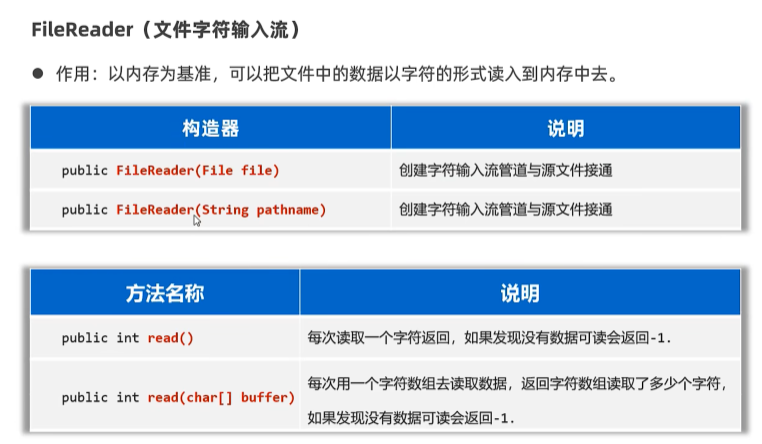 FileReader（文件字符输入流）
● 作用：以内存为基准，可以把文件中的数据以字符的形式读入到内存中去。
构造器 说明
public FileReader(File file) 创建字符输入流管道与源文件接通
public FileReader(String pathname) 创建字符输入流管道与源文件接通
方法名称 说明
public int read() 每次读取一个字符返回，如果发现没有数据可读会返回-1.
public int read(char[] buffer) 每次用一个字符数组去读取数据，返回字符数组读取了多少个字符，
如果发现没有数据可读会返回-1.